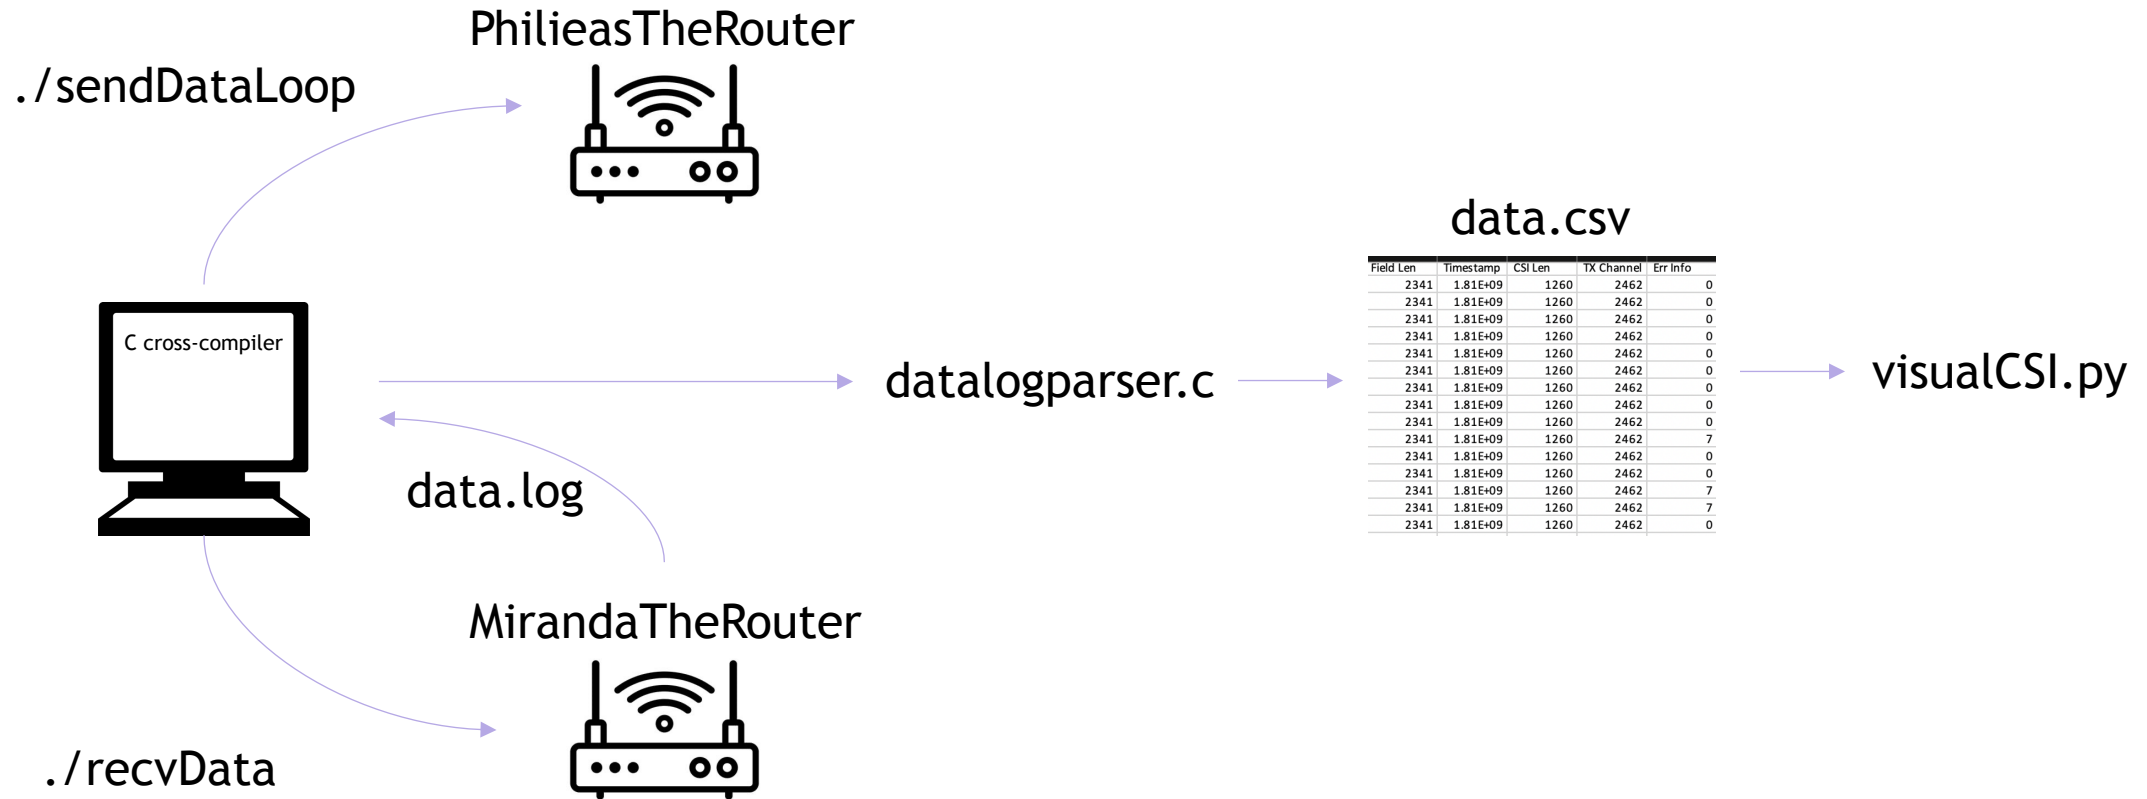 PhilieasTheRouter
./sendDataLoop
data.csv
Field Len Timestamp CSI Len TX Channel Err Info
2341 1.81E+09 1260 2462 0
2341 1.81E+09 1260 2462 0
2341 1.81E+09 1260 2462 0
2341 1.81E+09 1260 2462 0
2341 1.81E+09 1260 2462 0
2341 1.81E+09 1260 2462 0
2341 1.81E+09 1260 2462 0
2341 1.81E+09 1260 2462 0
2341 1.81E+09 1260 2462 0
2341 1.81E+09 1260 2462 7
2341 1.81E+09 1260 2462 0
2341 1.81E+09 1260 2462 0
2341 1.81E+09 1260 2462 7
2341 1.81E+09 1260 2462 7
2341 1.81E+09 1260 2462 0
C cross-compiler
datalogparser.c
visualCSI.py
data.log
MirandaTheRouter
./recvData